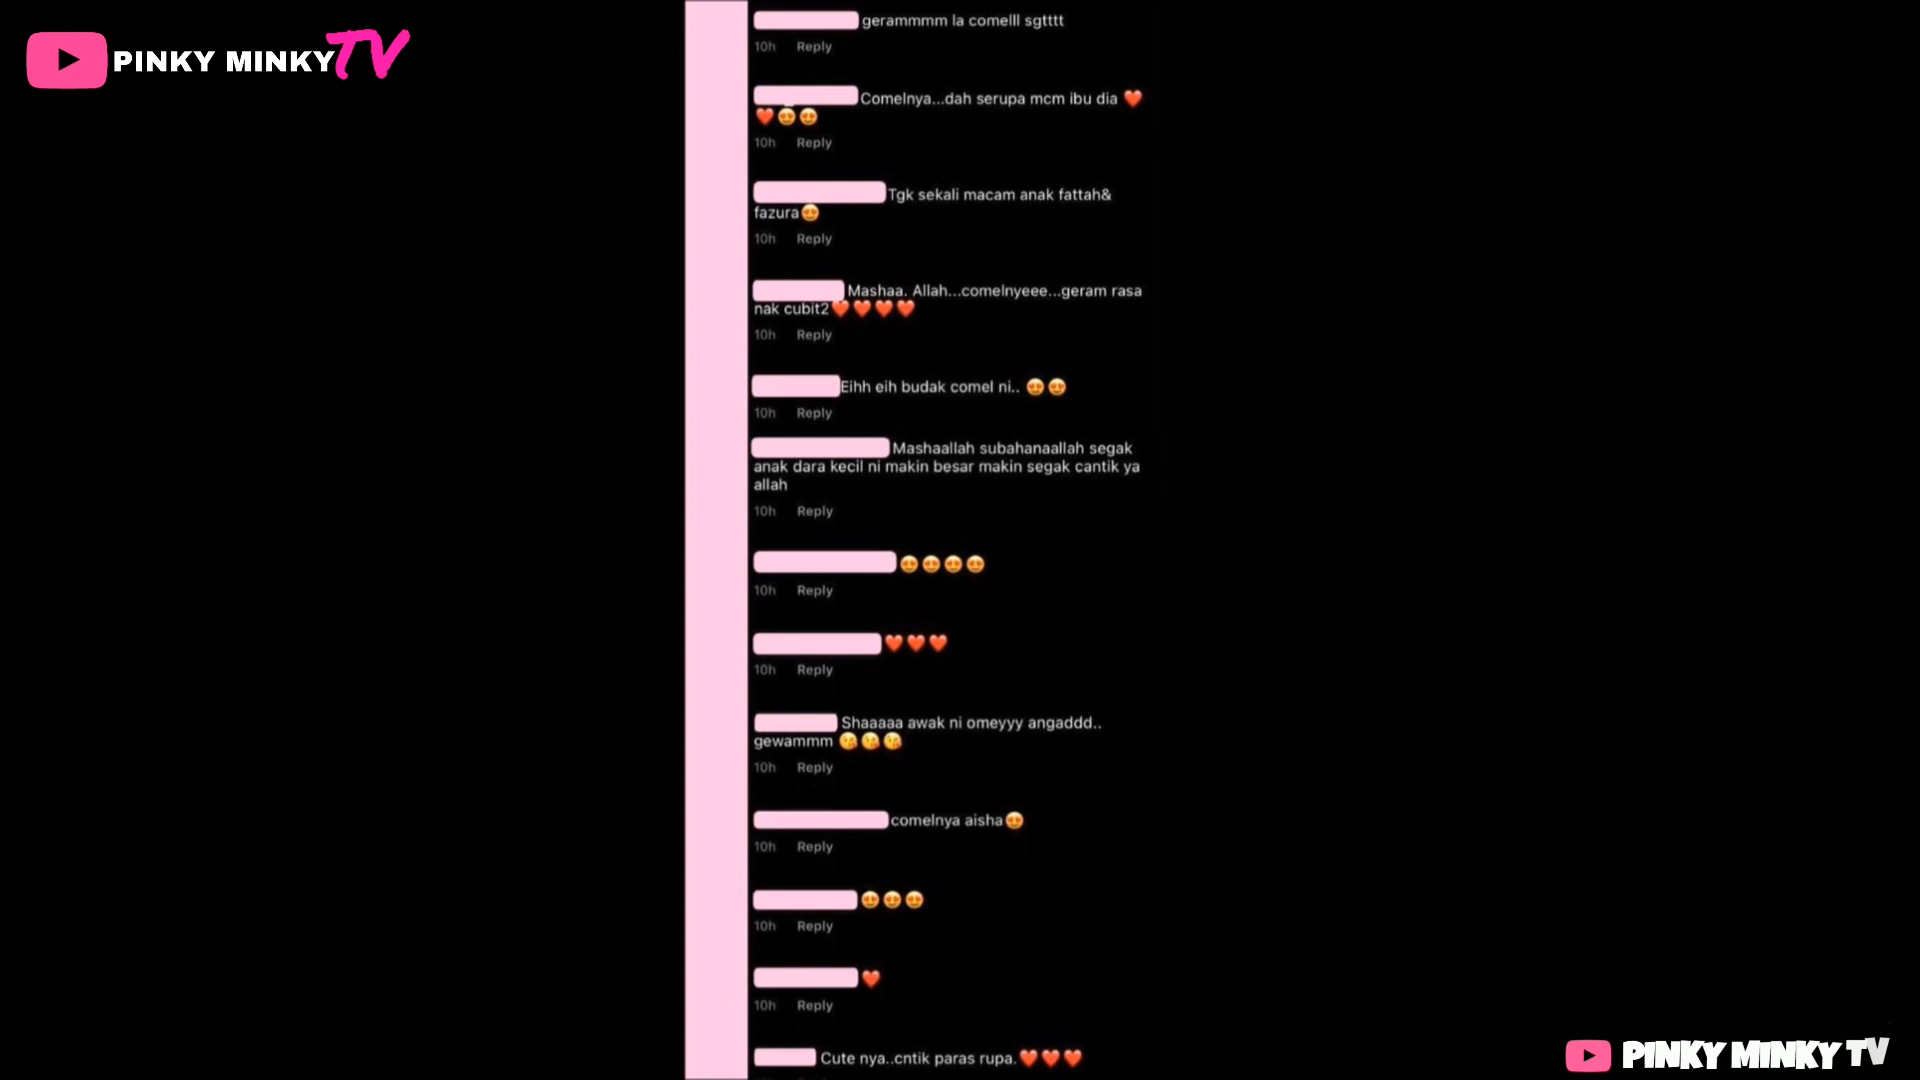 PINKY MINKY TV
gerammmm la comelll sgtttt
10h Reply
Comelnya...dah serupa mcm ibu dia ❤️
❤️😍😍
10h Reply
Tgk sekali macam anak fattah&
fazura😍
10h Reply
Mashaa. Allah...comelnyeee...geram rasa
nak cubit2❤️❤️❤️❤️
10h Reply
Eihh eih budak comel ni.. 😍😍
10h Reply
Mashaallah subahanaallah segak
anak dara kecil ni makin besar makin segak cantik ya
allah
10h Reply
😍😍😍😍
10h Reply
❤️❤️❤️
10h Reply
Shaaaaa awak ni omeyyy angaddd..
gewammm 😘😘😘
10h Reply
comelnya aisha😍
10h Reply
😍😍😍
10h Reply
❤️
10h Reply
Cute nya..cntik paras rupa.❤️❤️❤️
PINKY MINKY TV